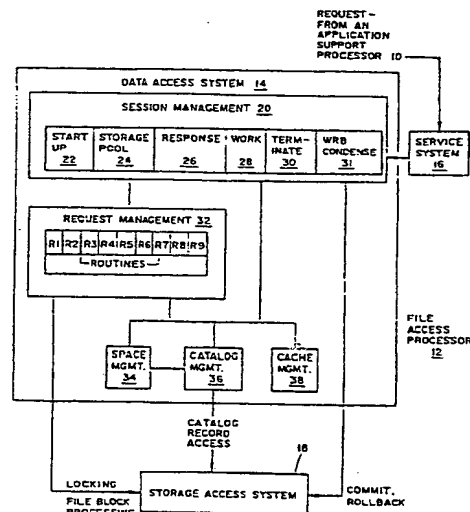 REQUEST-
FROM AN
APPLICATION
SUPPORT
PROCESSOR 10
DATA ACCESS SYSTEM 14
SESSION MANAGEMENT 20
START UP 22
STORAGE POOL 24
RESPONSE 26
WORK 28
TERM-INATE 30
WRB CONDENSE 31
SERVICE
SYSTEM
16
REQUEST MANAGEMENT 32
R1 R2 R3 R4 R5 R6 R7 R8 R9
ROUTINES
FILE
ACCESS
PROCESSOR
12
SPACE MGMT. 34
CATALOG MGMT. 36
CACHE MGMT. 38
CATALOG
RECORD
ACCESS
18
LOCKING
FILE BLOCK
PROCESSING
STORAGE ACCESS SYSTEM
COMMIT,
ROLLBACK